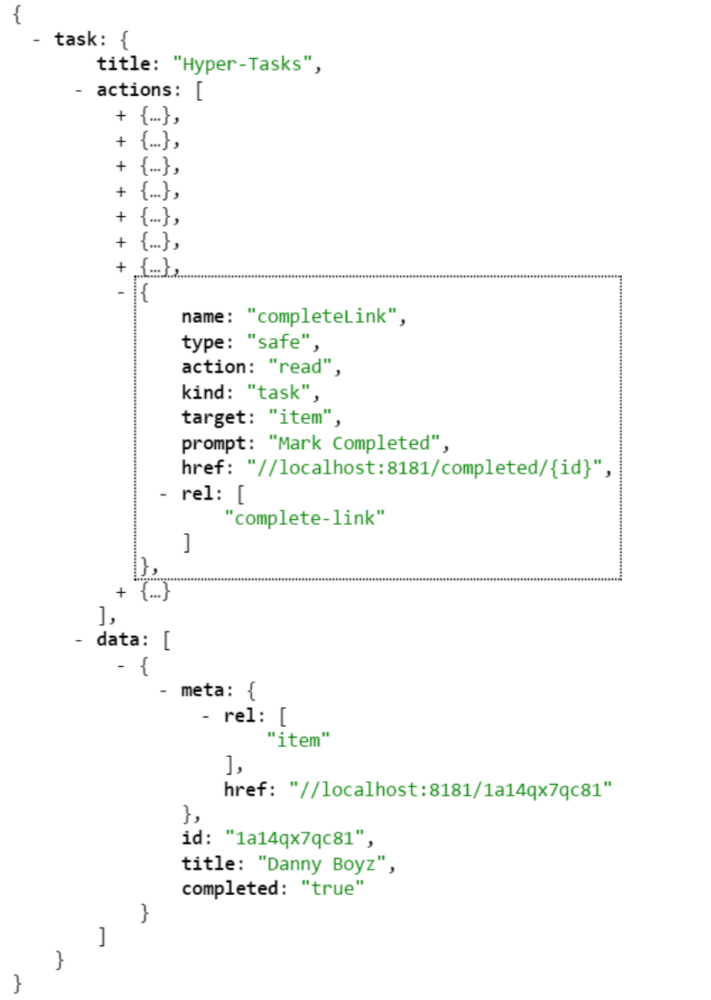 {
- task: {
title: "Hyper-Tasks",
- actions: [
+ {…},
+ {…},
+ {…},
+ {…},
+ {…},
+ {…},
+ {…},
- {
name: "completeLink",
type: "safe",
action: "read",
kind: "task",
target: "item",
prompt: "Mark Completed",
href: "//localhost:8181/completed/{id}",
- rel: [
"complete-link"
]
},
+ {…}
],
- data: [
- {
- meta: {
- rel: [
"item"
],
href: "//localhost:8181/1a14qx7qc81"
},
id: "1a14qx7qc81",
title: "Danny Boyz",
completed: "true"
}
]
}
}